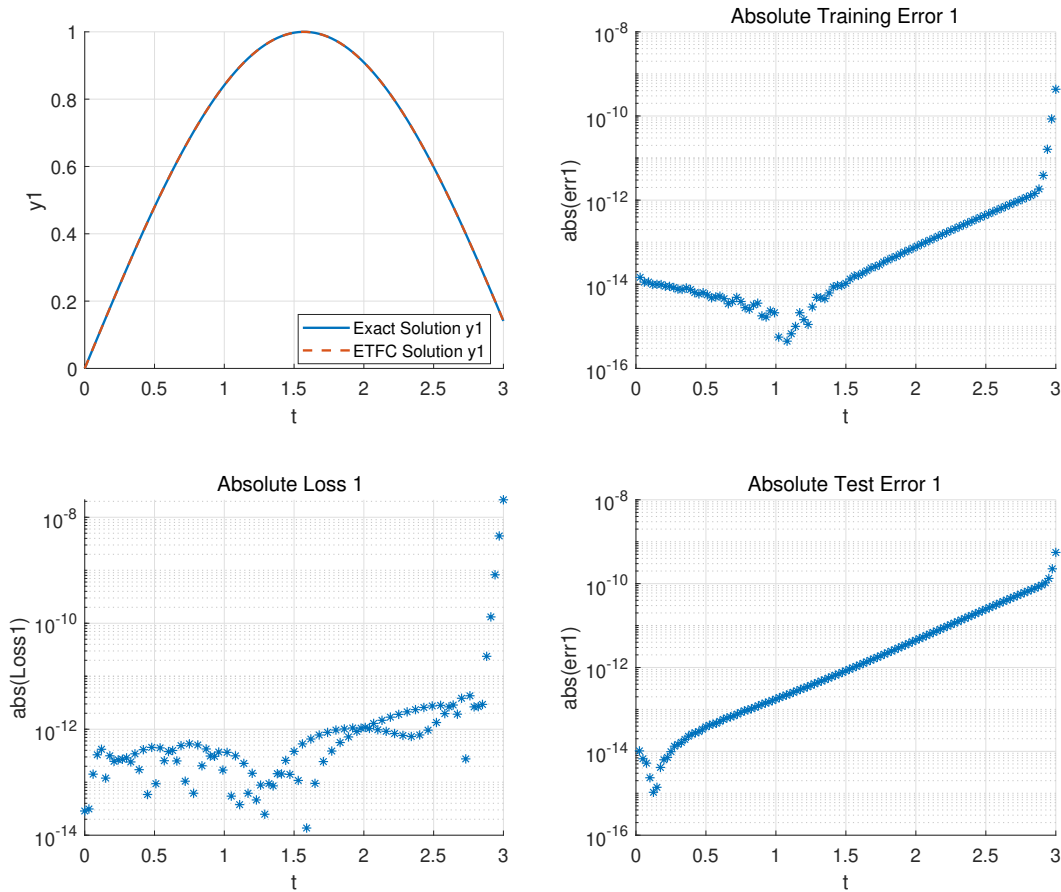 1
0.8
0.6
0.4
0.2
0
y1
0 0.5 1 1.5 2 2.5 3
t
Exact Solution y1
ETFC Solution y1
Absolute Training Error 1
10^-8
10^-10
10^-12
10^-14
10^-16
abs(err1)
0 0.5 1 1.5 2 2.5 3
t
Absolute Loss 1
10^-8
10^-10
10^-12
10^-14
abs(Loss1)
0 0.5 1 1.5 2 2.5 3
t
Absolute Test Error 1
10^-8
10^-10
10^-12
10^-14
10^-16
abs(err1)
0 0.5 1 1.5 2 2.5 3
t